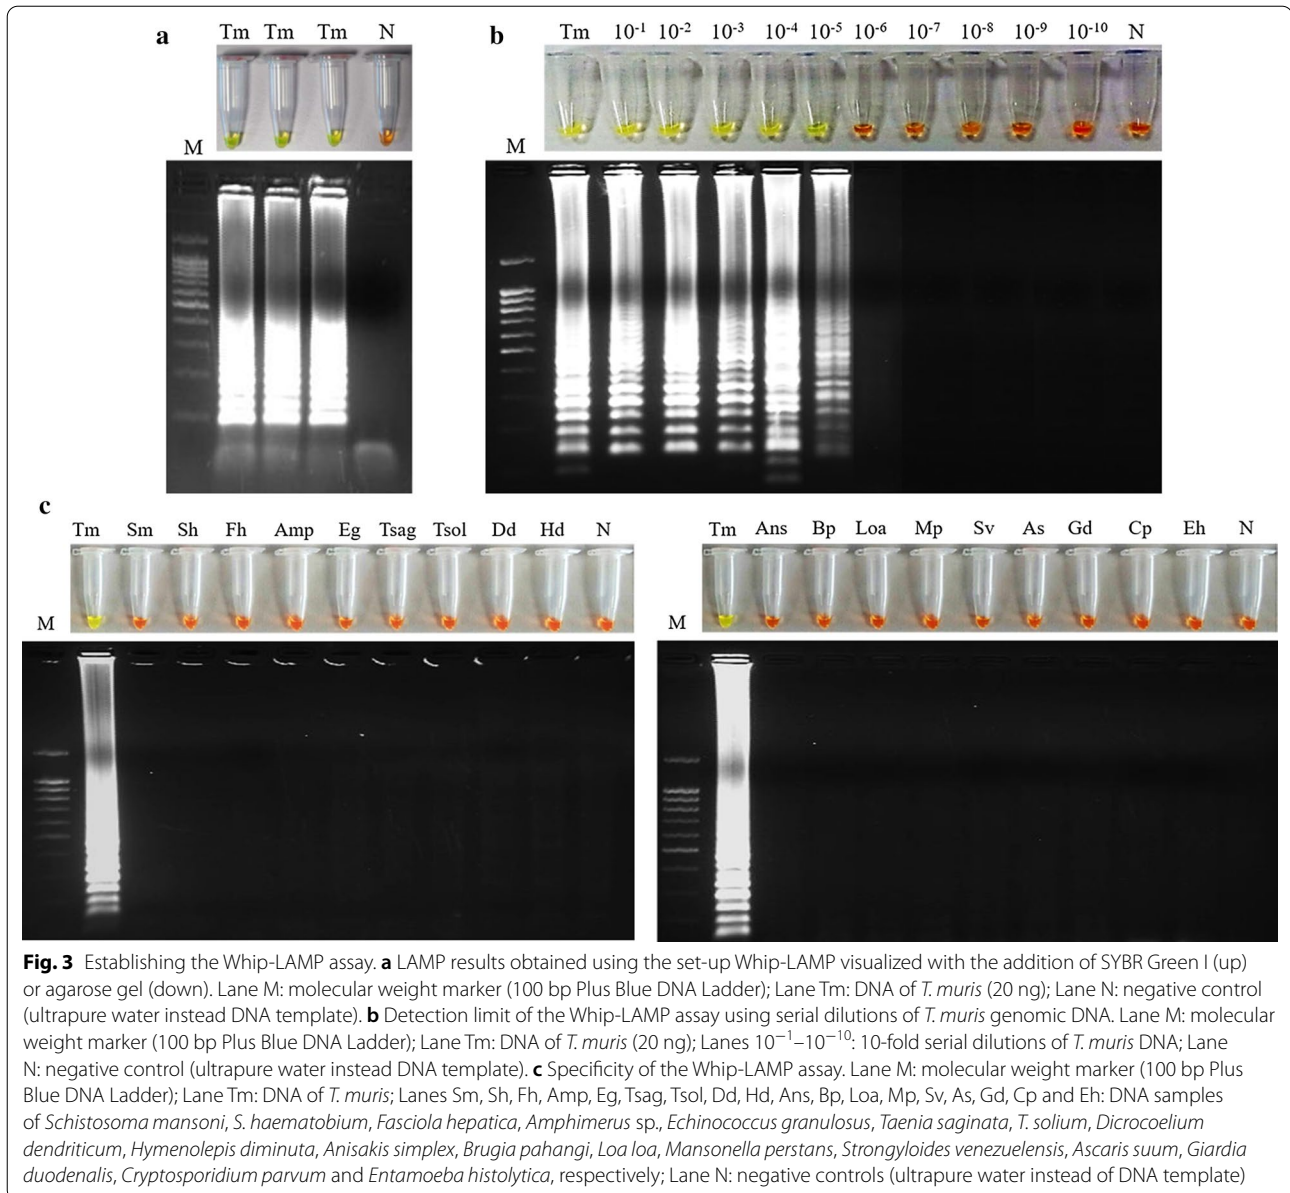 a
Tm Tm Tm N
M
b
Tm 10-1 10-2 10-3 10-4 10-5 10-6 10-7 10-8 10-9 10-10 N
M
c
Tm Sm Sh Fh Amp Eg Tsag Tsol Dd Hd N
M
Tm Ans Bp Loa Mp Sv As Gd Cp Eh N
M
Fig. 3 Establishing the Whip-LAMP assay. a LAMP results obtained using the set-up Whip-LAMP visualized with the addition of SYBR Green I (up)
or agarose gel (down). Lane M: molecular weight marker (100 bp Plus Blue DNA Ladder); Lane Tm: DNA of T. muris (20 ng); Lane N: negative control
(ultrapure water instead DNA template). b Detection limit of the Whip-LAMP assay using serial dilutions of T. muris genomic DNA. Lane M: molecular
weight marker (100 bp Plus Blue DNA Ladder); Lane Tm: DNA of T. muris (20 ng); Lanes 10−1–10−10: 10-fold serial dilutions of T. muris DNA; Lane
N: negative control (ultrapure water instead DNA template). c Specificity of the Whip-LAMP assay. Lane M: molecular weight marker (100 bp Plus
Blue DNA Ladder); Lane Tm: DNA of T. muris; Lanes Sm, Sh, Fh, Amp, Eg, Tsag, Tsol, Dd, Hd, Ans, Bp, Loa, Mp, Sv, As, Gd, Cp and Eh: DNA samples
of Schistosoma mansoni, S. haematobium, Fasciola hepatica, Amphimerus sp., Echinococcus granulosus, Taenia saginata, T. solium, Dicrocoelium
dendriticum, Hymenolepis diminuta, Anisakis simplex, Brugia pahangi, Loa loa, Mansonella perstans, Strongyloides venezuelensis, Ascaris suum, Giardia
duodenalis, Cryptosporidium parvum and Entamoeba histolytica, respectively; Lane N: negative controls (ultrapure water instead of DNA template)